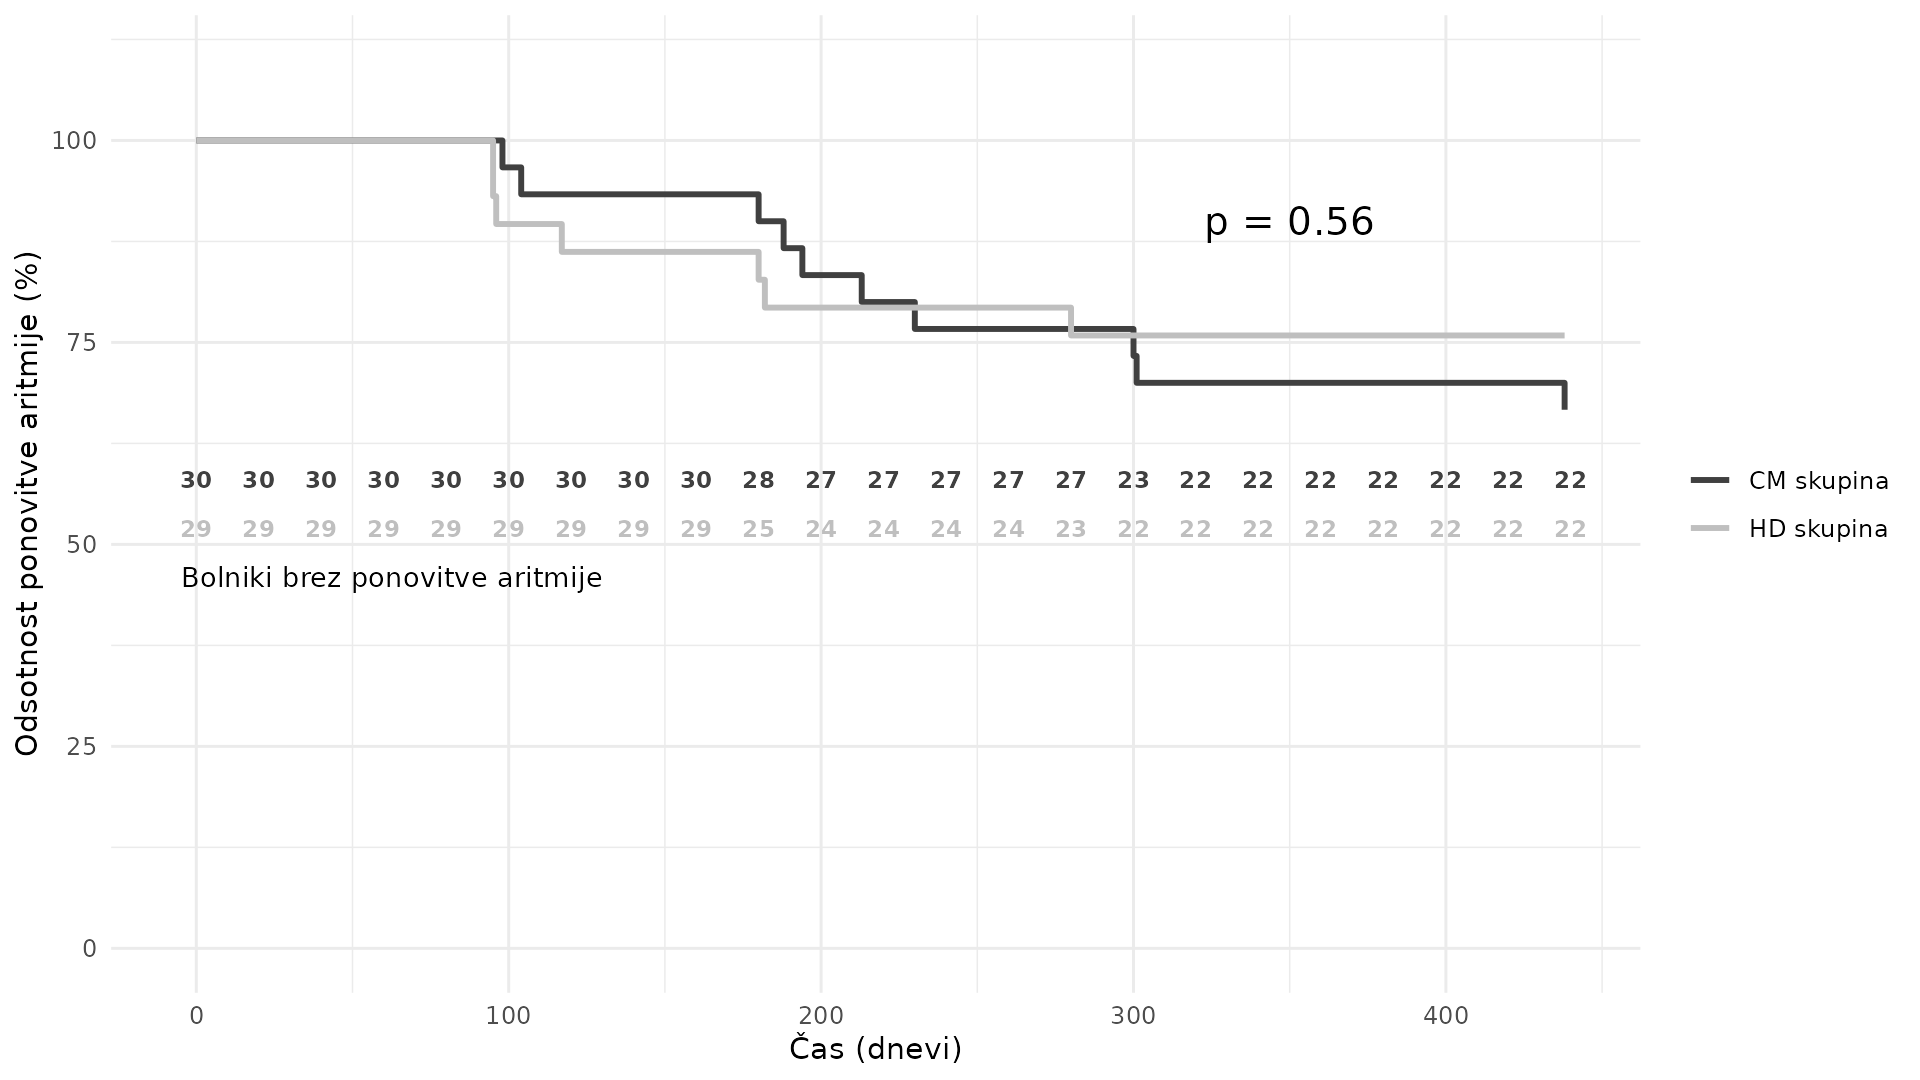 Odsotnost ponovitve aritmije (%)
100
75
50
25
0
p = 0.56
30 30 30 30 30 30 30 30 30 28 27 27 27 27 27 23 22 22 22 22 22 22 22
29 29 29 29 29 29 29 29 29 25 24 24 24 24 23 22 22 22 22 22 22 22 22
Bolniki brez ponovitve aritmije
0 100 200 300 400
Čas (dnevi)
CM skupina
HD skupina